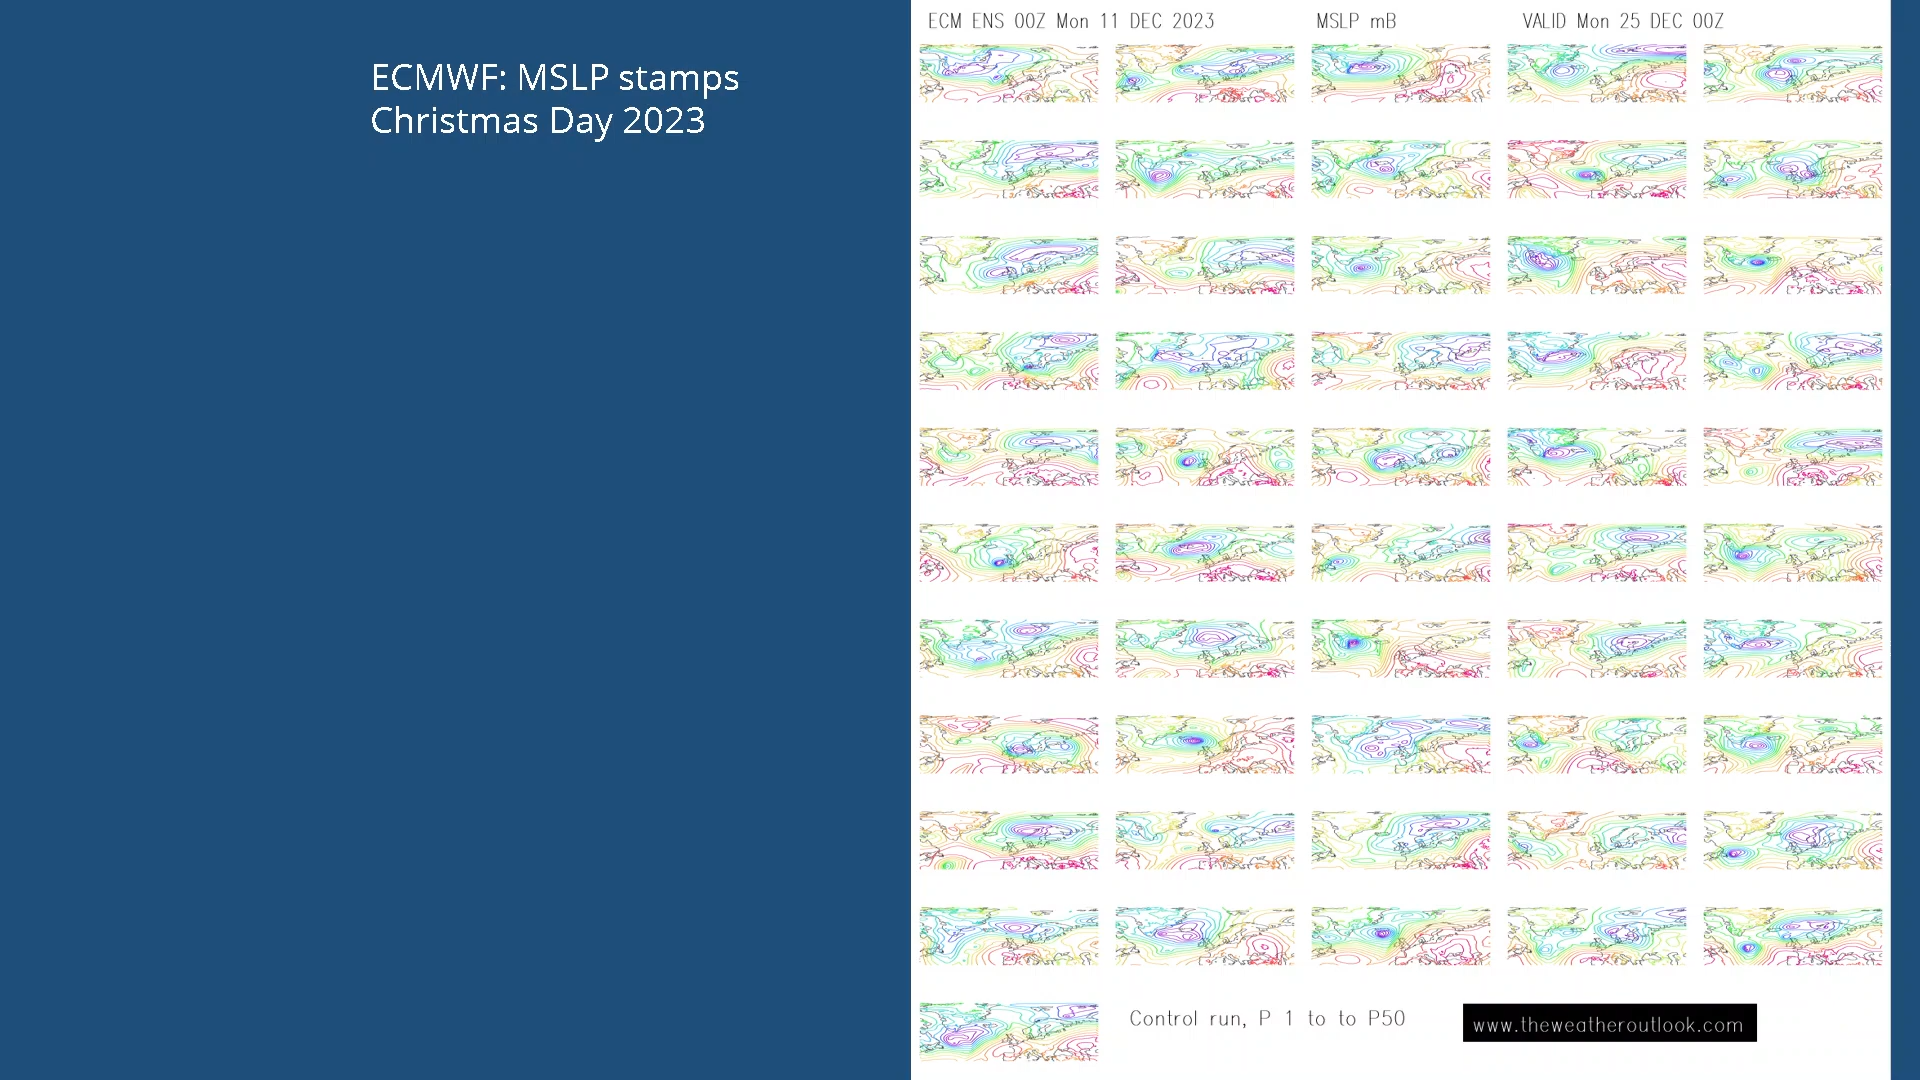 ECMWF: MSLP stamps
Christmas Day 2023
ECM ENS 00Z Mon 11 DEC 2023 MSLP mB VALID Mon 25 DEC 00Z
Control run, P 1 to to P50
www.theweatheroutlook.com